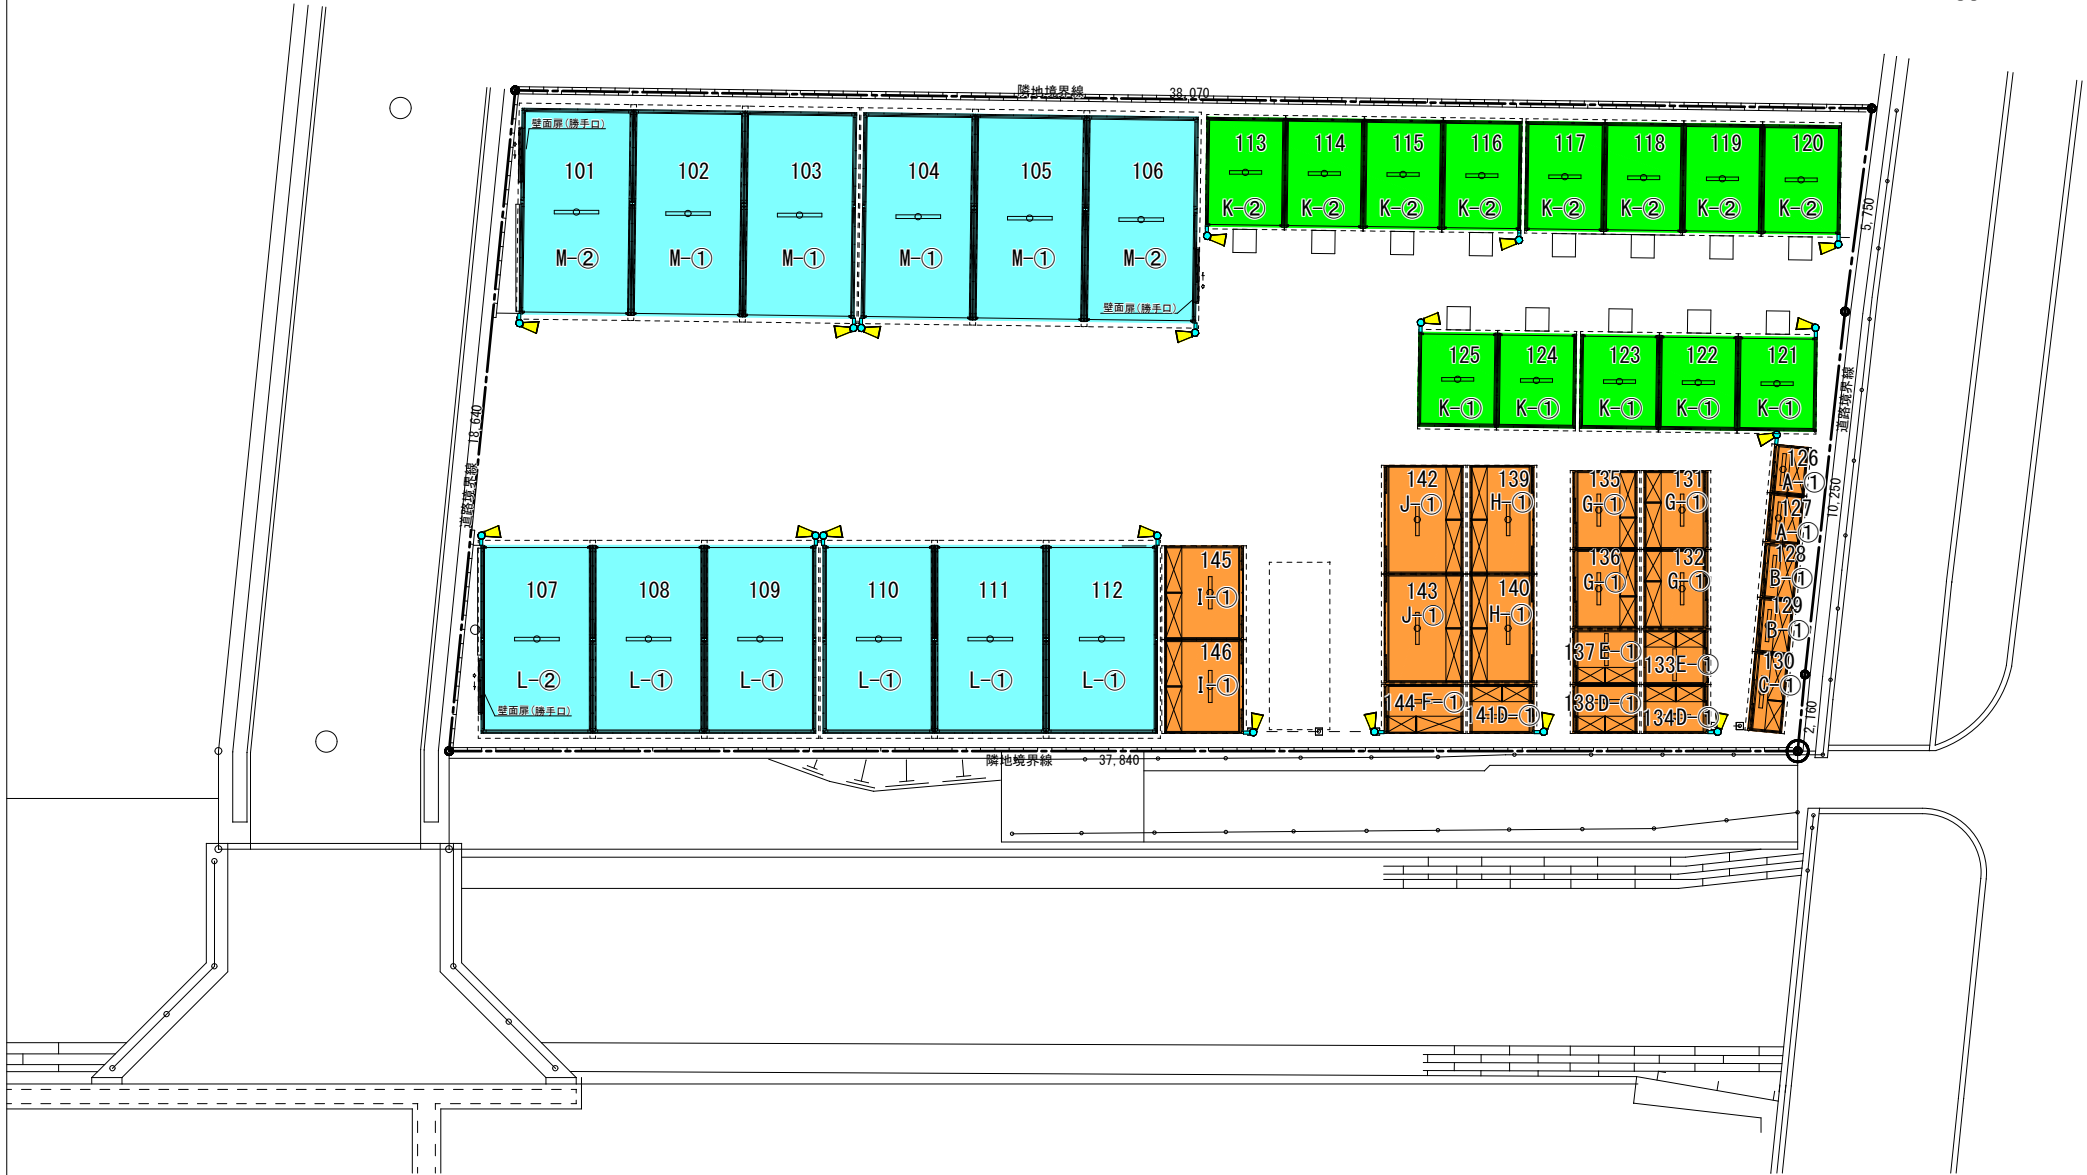 隣地境界線 38,070
壁面扉(勝手口)
101 102 103 104 105 106
M-② M-① M-① M-① M-① M-②
壁面扉(勝手口)
113 114 115 116 117 118 119 120
K-② K-② K-② K-② K-② K-② K-② K-②
5,750
125 124 123 122 121
K-① K-① K-① K-① K-①
道路境界線
10,250
18,640
道路境界線
142 139 135 131 126
J-① H-① G-① G-① A-①
127
A-①
143 140 136 132 128
J-① H-① G-① G-① B-①
129
B-①
137 E-① 133E-① 130
C-①
44-F-① 41D-① 138D-① 134D-①
2,160
107 108 109 110 111 112
L-② L-① L-① L-① L-① L-①
壁面扉(勝手口)
145
I-①
146
I-①
隣地境界線 37,840